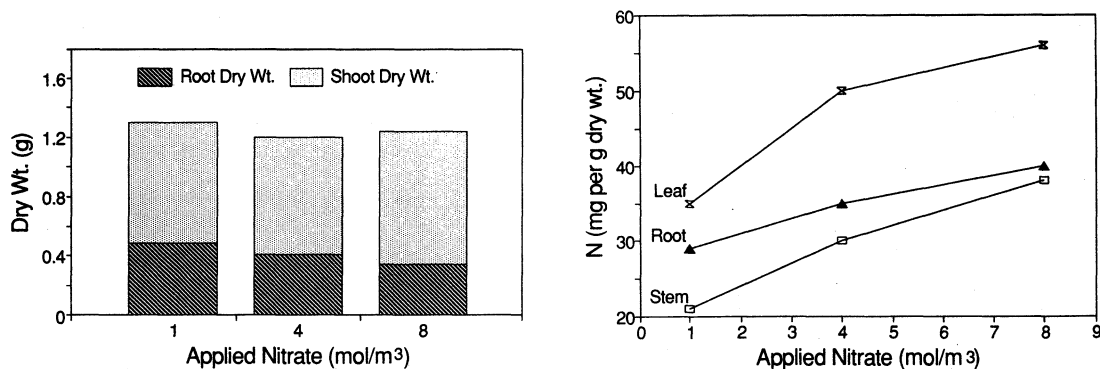 1.6
1.2
0.8
0.4
0
Dry Wt. (g)
Root Dry Wt. Shoot Dry Wt.
1 4 8
Applied Nitrate (mol/m³)
60
50
40
30
20
N (mg per g dry wt.)
Leaf
Root
Stem
0 1 2 3 4 5 6 7 8 9
Applied Nitrate (mol/m³)